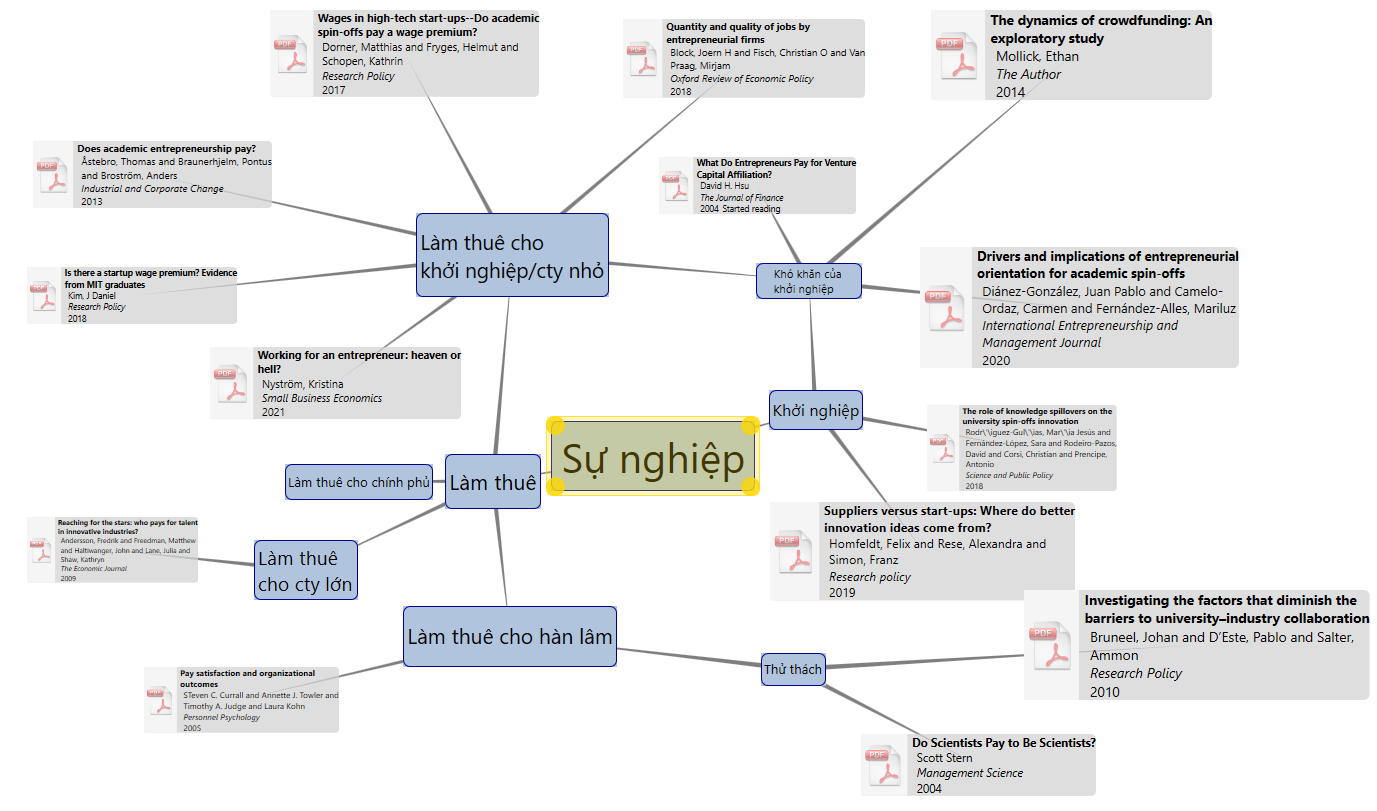 Wages in high-tech start-ups--Do academic
spin-offs pay a wage premium?
Dorner, Matthias and Fryges, Helmut and
Schopen, Kathrin
Research Policy
2017
Quantity and quality of jobs by
entrepreneurial firms
Block, Joern H and Fisch, Christian O and Van
Praag, Mirjam
Oxford Review of Economic Policy
2018
The dynamics of crowdfunding: An
exploratory study
Mollick, Ethan
The Author
2014
Does academic entrepreneurship pay?
Åstebro, Thomas and Braunerhjelm, Pontus
and Broström, Anders
Industrial and Corporate Change
2013
What Do Entrepreneurs Pay for Venture
Capital Affiliation?
David H. Hsu
The Journal of Finance
2004 Started reading
Làm thuê cho
khởi nghiệp/cty nhỏ
Khó khăn của
khởi nghiệp
Drivers and implications of entrepreneurial
orientation for academic spin-offs
Diánez-González, Juan Pablo and Camelo-
Ordaz, Carmen and Fernández-Alles, Mariluz
International Entrepreneurship and
Management Journal
2020
Is there a startup wage premium? Evidence
from MIT graduates
Kim, J Daniel
Research Policy
2018
Working for an entrepreneur: heaven or
hell?
Nyström, Kristina
Small Business Economics
2021
Khởi nghiệp
The role of knowledge spillovers on the
university spin-offs innovation
Rodr\'\iguez-Gul\'\ias, Mar\'\ia Jesús and
Fernández-López, Sara and Rodeiro-Pazos,
David and Corsi, Christian and Prencipe,
Antonio
Science and Public Policy
2018
Sự nghiệp
Làm thuê cho chính phủ
Làm thuê
Suppliers versus start-ups: Where do better
innovation ideas come from?
Homfeldt, Felix and Rese, Alexandra and
Simon, Franz
Research policy
2019
Reaching for the stars: who pays for talent
in innovative industries?
Andersson, Fredrik and Freedman, Matthew
and Haltiwanger, John and Lane, Julia and
Shaw, Kathryn
The Economic Journal
2009
Làm thuê
cho cty lớn
Làm thuê cho hàn lâm
Thử thách
Investigating the factors that diminish the
barriers to university–industry collaboration
Bruneel, Johan and D'Este, Pablo and Salter,
Ammon
Research Policy
2010
Pay satisfaction and organizational
outcomes
STeven C. Currall and Annette J. Towler and
Timothy A. Judge and Laura Kohn
Personnel Psychology
2005
Do Scientists Pay to Be Scientists?
Scott Stern
Management Science
2004
PDF
PDF
PDF
PDF
PDF
PDF
PDF
PDF
PDF
PDF
PDF
PDF
PDF
PDF